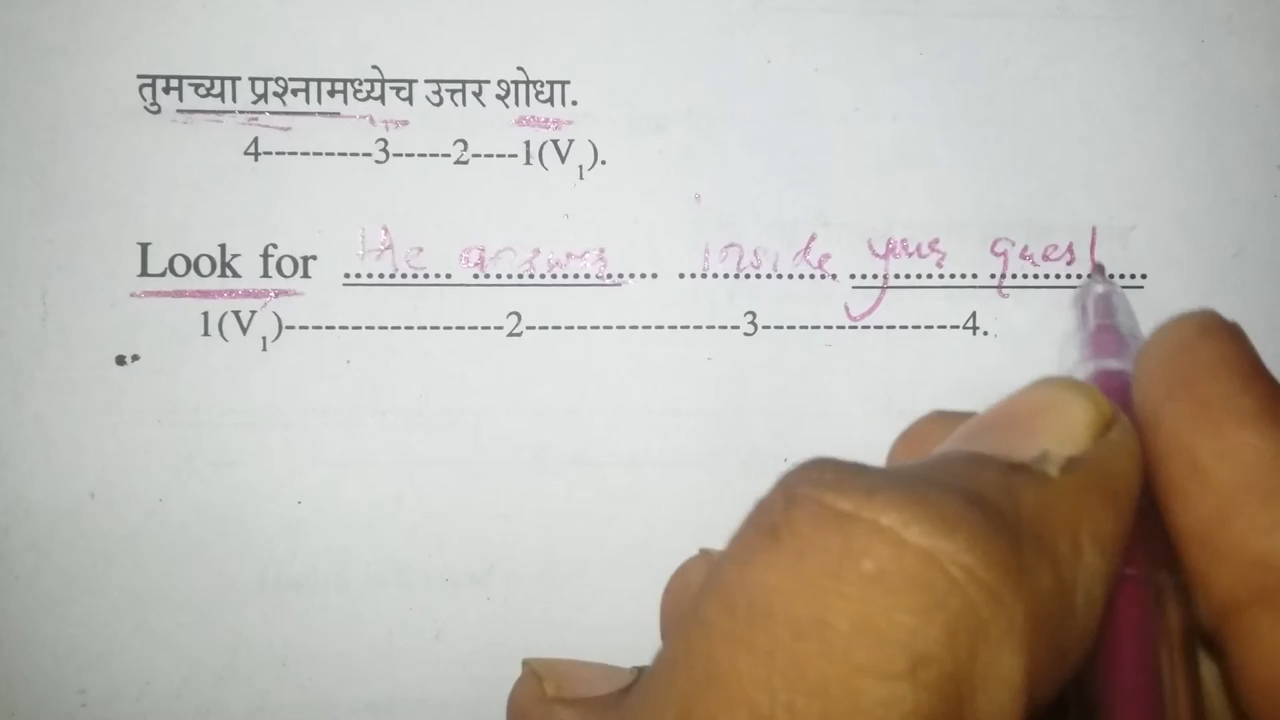 तुमच्या प्रश्नामध्येच उत्तर शोधा.
4---------3-----2----1(V₁).
Look for the answer inside your quest
1(V₁)-----------------2-----------------3----------------4.